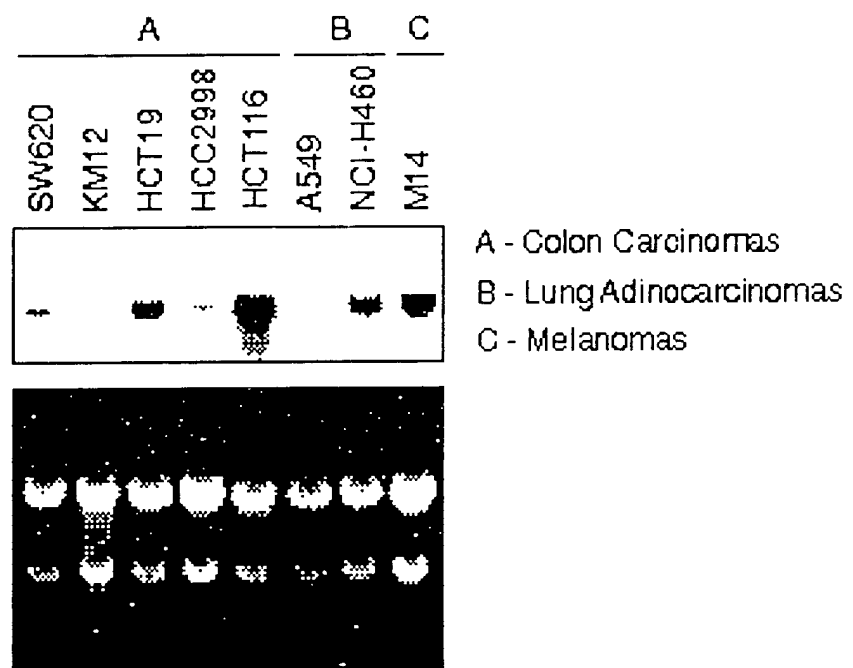 A B C
SW620 KM12 HCT19 HCC2998 HCT116 A549 NCI-H460 M14
A - Colon Carcinomas
B - Lung Adinocarcinomas
C - Melanomas